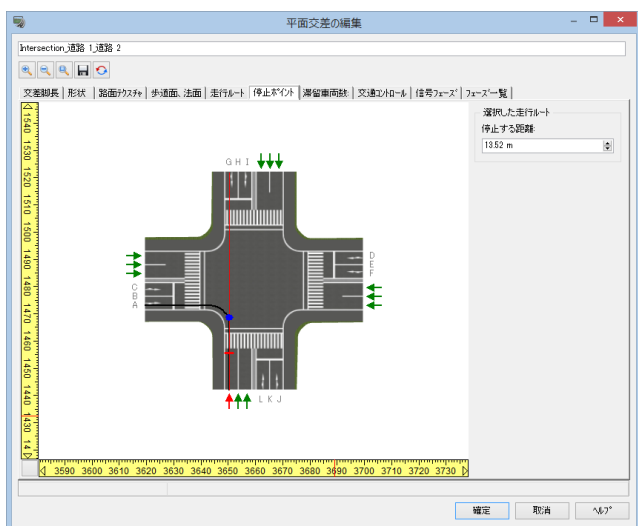 平面交差の編集
Intersection_道路 1_道路 2
交差脚長 形状 路面テクスチャ 歩道面、法面 走行ルート 停止ポイント 滞留車両数: 交通コントロール 信号フェーズ フェーズ一覧
選択した走行ルート
停止する距離:
13.52 m
G H I
D
E
F
C
B
A
L K J
1540 1530 1520 1510 1500 1490 1480 1470 1460 1450 1440 1430 14
3590 3600 3610 3620 3630 3640 3650 3660 3670 3680 3690 3700 3710 3720 3730
確定 取消 ヘルプ